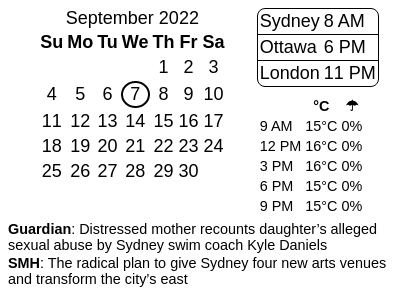 September 2022
Su Mo Tu We Th Fr Sa
1 2 3
4 5 6 7 8 9 10
11 12 13 14 15 16 17
18 19 20 21 22 23 24
25 26 27 28 29 30
Sydney 8 AM
Ottawa 6 PM
London 11 PM
°C ☂
9 AM 15°C 0%
12 PM 16°C 0%
3 PM 16°C 0%
6 PM 15°C 0%
9 PM 15°C 0%
Guardian: Distressed mother recounts daughter’s alleged
sexual abuse by Sydney swim coach Kyle Daniels
SMH: The radical plan to give Sydney four new arts venues
and transform the city's east